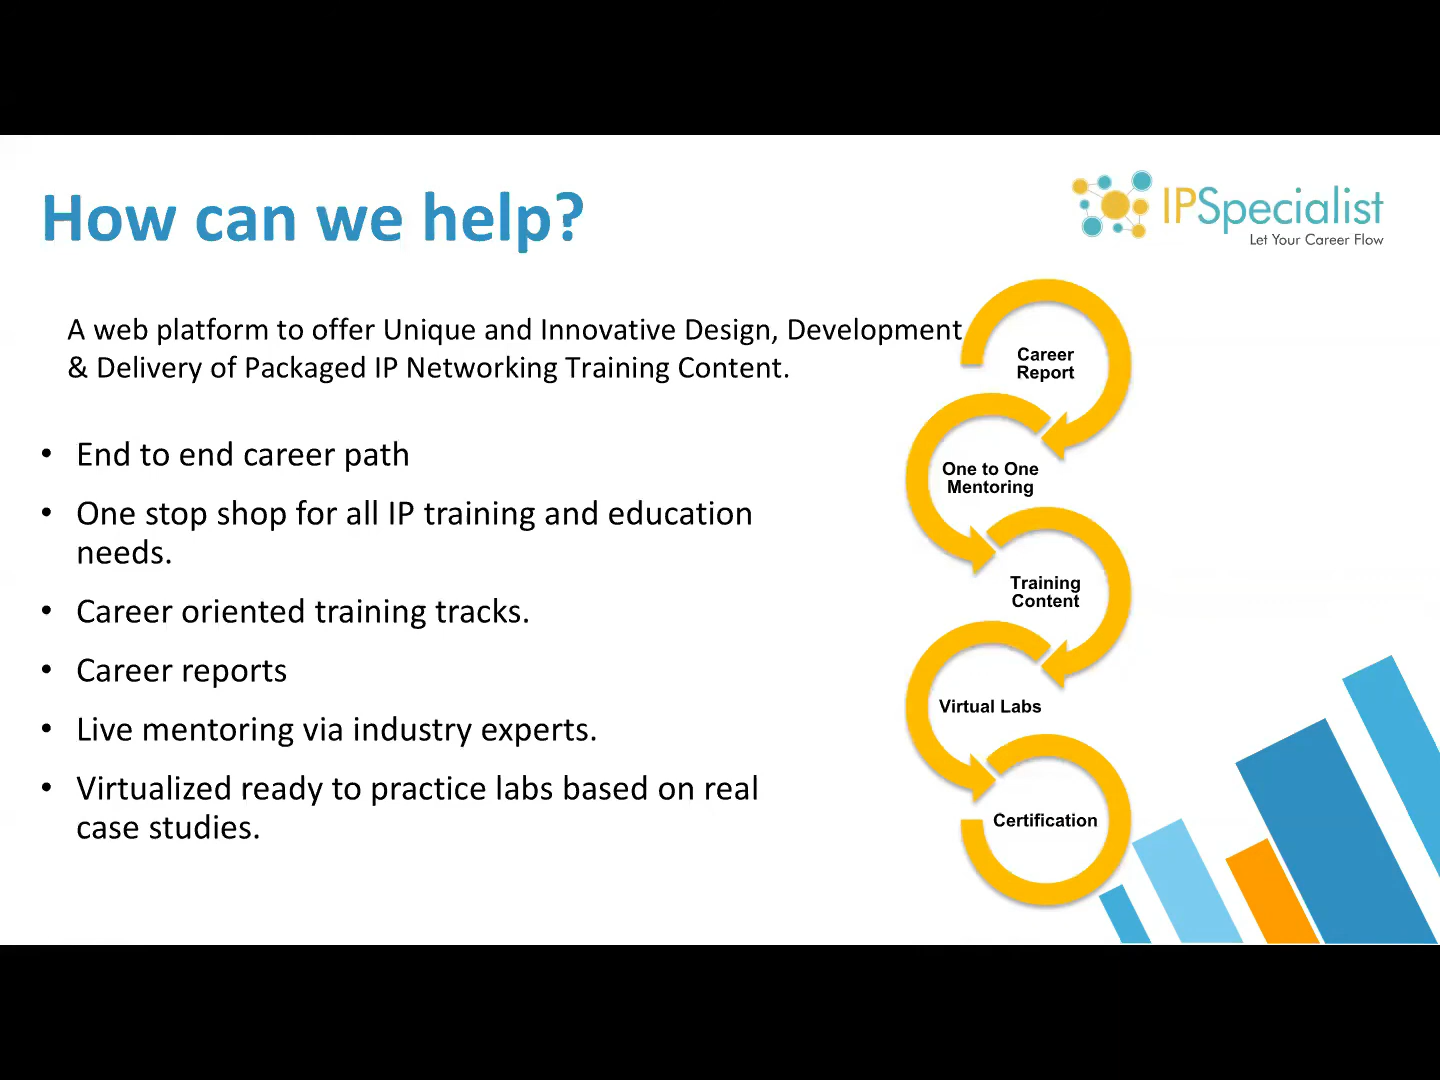 How can we help?
IPSpecialist
Let Your Career Flow
A web platform to offer Unique and Innovative Design, Development
& Delivery of Packaged IP Networking Training Content.
• End to end career path
• One stop shop for all IP training and education
needs.
• Career oriented training tracks.
• Career reports
• Live mentoring via industry experts.
• Virtualized ready to practice labs based on real
case studies.
Career
Report
One to One
Mentoring
Training
Content
Virtual Labs
Certification